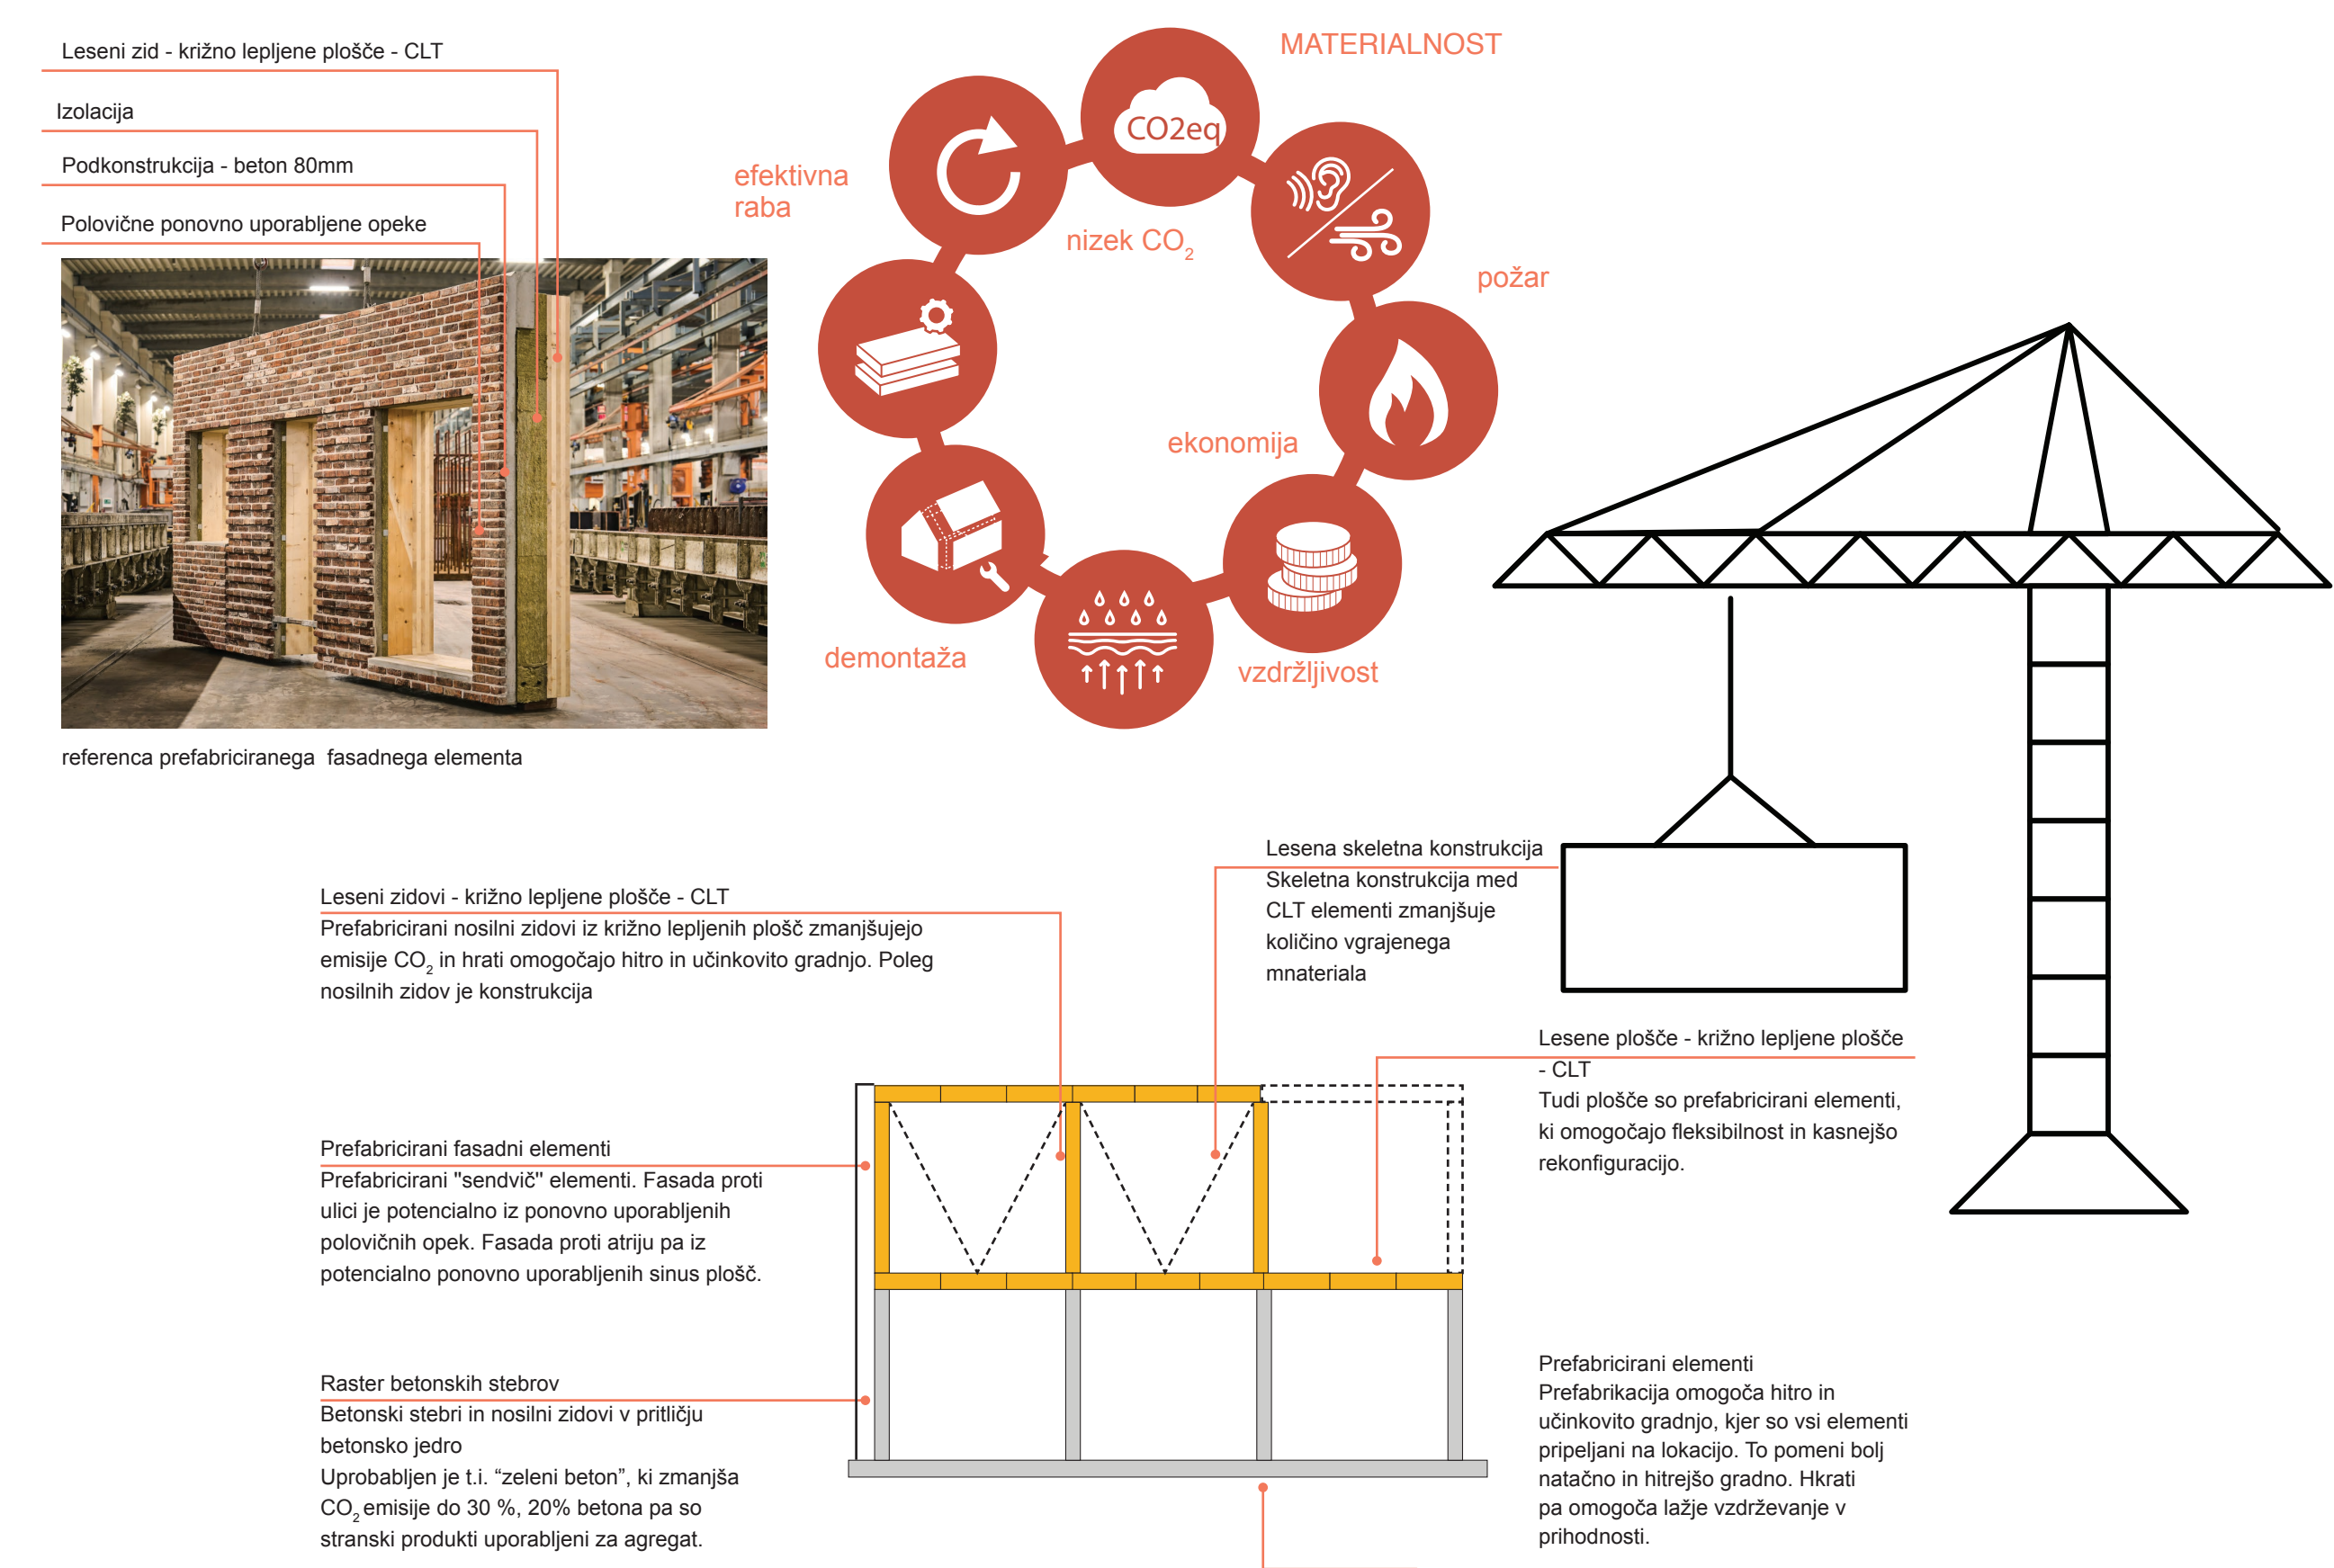 Leseni zid - križno lepljene plošče - CLT
Izolacija
Podkonstrukcija - beton 80mm
Polovične ponovno uporabljene opeke
referenca prefabriciranega  fasadnega elementa
MATERIALNOST
CO2eq
efektivna
raba
nizek CO₂
požar
ekonomija
demontaža
vzdržljivost
Leseni zidovi - križno lepljene plošče - CLT
Prefabricirani nosilni zidovi iz križno lepljenih plošč zmanjšujejo
emisije CO₂ in hrati omogočajo hitro in učinkovito gradnjo. Poleg
nosilnih zidov je konstrukcija
Lesena skeletna konstrukcija
Skeletna konstrukcija med
CLT elementi zmanjšuje
količino vgrajenega
mnateriala
Lesene plošče - križno lepljene plošče
- CLT
Tudi plošče so prefabricirani elementi,
ki omogočajo fleksibilnost in kasnejšo
rekonfiguracijo.
Prefabricirani fasadni elementi
Prefabricirani "sendvič" elementi. Fasada proti
ulici je potencialno iz ponovno uporabljenih
polovičnih opek. Fasada proti atriju pa iz
potencialno ponovno uporabljenih sinus plošč.
Raster betonskih stebrov
Betonski stebri in nosilni zidovi v pritličju
betonsko jedro
Uprobabljen je t.i. “zeleni beton”, ki zmanjša
CO₂ emisije do 30 %, 20% betona pa so
stranski produkti uporabljeni za agregat.
Prefabricirani elementi
Prefabrikacija omogoča hitro in
učinkovito gradnjo, kjer so vsi elementi
pripeljani na lokacijo. To pomeni bolj
natačno in hitrejšo gradno. Hkrati
pa omogoča lažje vzdrževanje v
prihodnosti.